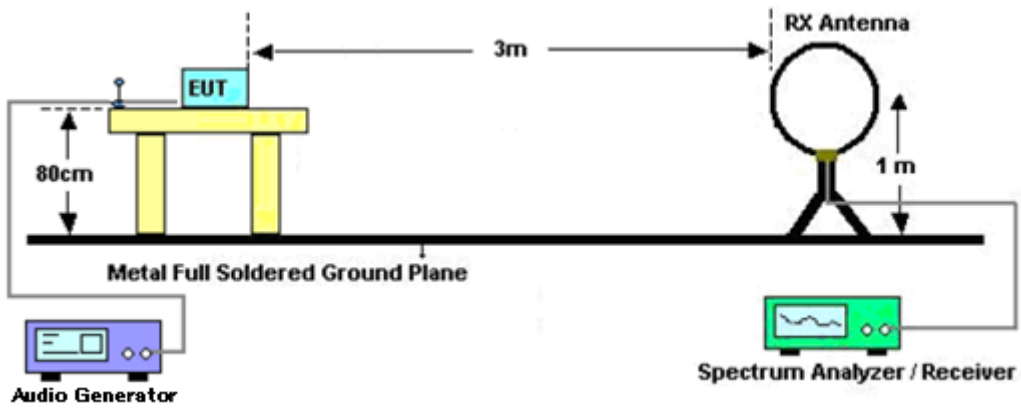 RX Antenna
3m
EUT
80cm
1 m
Metal Full Soldered Ground Plane
Audio Generator
Spectrum Analyzer / Receiver